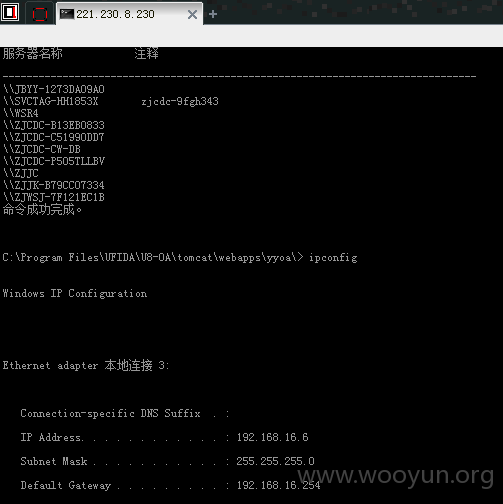 221.230.8.230
服务器名称 注释
-------------------------------------------------------------------------------
\\JBYY-1273DA09A0
\\SVCTAG-HH1853X zjcdc-9fgh343
\\WSR4
\\ZJCDC-B13EB0833
\\ZJCDC-C51990DD7
\\ZJCDC-CW-DB
\\ZJCDC-P505TLLBV
\\ZJJC
\\ZJJK-B79CC07334
\\ZJWSJ-7F121EC1B
命令成功完成。
C:\Program Files\UFIDA\U8-OA\tomcat\webapps\yyoa\> ipconfig
Windows IP Configuration
Ethernet adapter 本地连接 3:
Connection-specific DNS Suffix . :
IP Address. . . . . . . . . . . . : 192.168.16.6
Subnet Mask . . . . . . . . . . . : 255.255.255.0
Default Gateway . . . . . . . . . : 192.168.16.254
www.wooyun.org